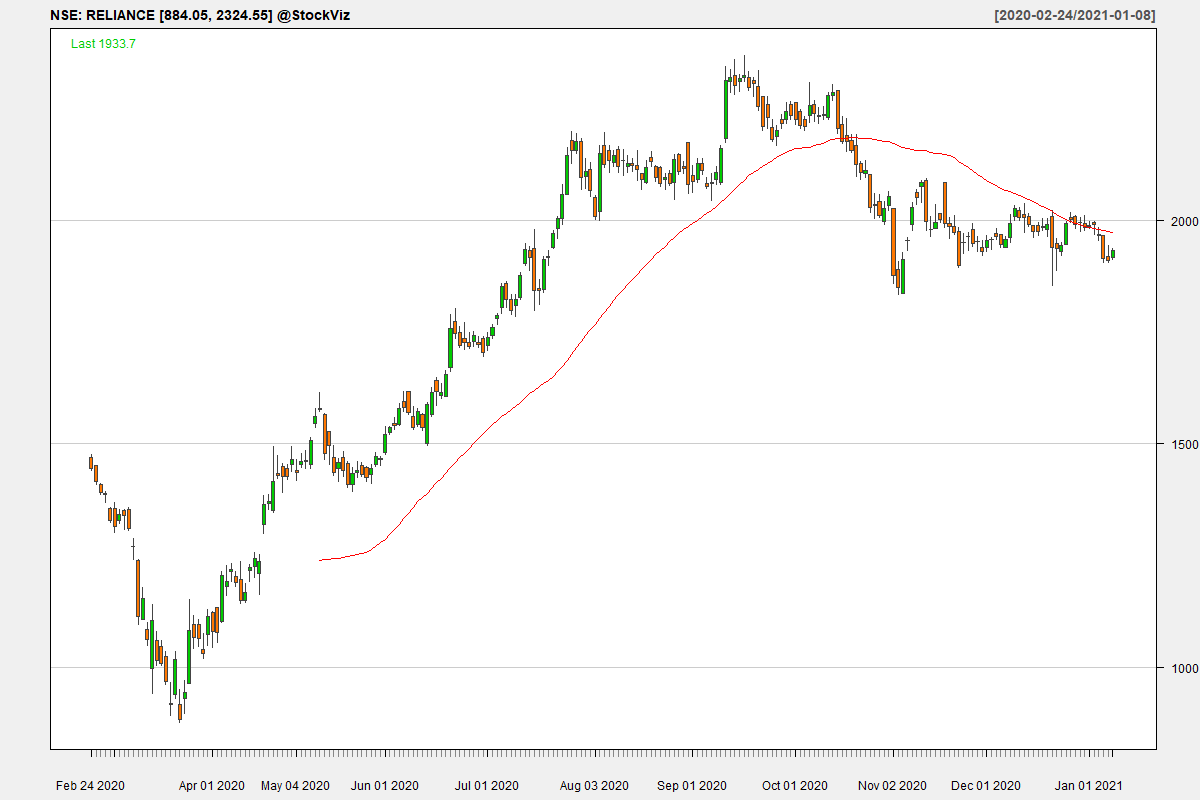 NSE: RELIANCE [884.05, 2324.55] @StockViz [2020-02-24/2021-01-08]
Last 1933.7
2000
1500
1000
Feb 24 2020 Apr 01 2020 May 04 2020 Jun 01 2020 Jul 01 2020 Aug 03 2020 Sep 01 2020 Oct 01 2020 Nov 02 2020 Dec 01 2020 Jan 01 2021